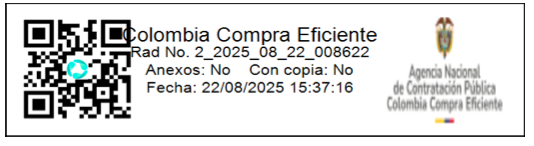 Colombia Compra Eficiente
Rad No. 2_2025_08_22_008622
Anexos: No    Con copia: No
Fecha: 22/08/2025 15:37:16
Agencia Nacional
de Contratación Pública
Colombia Compra Eficiente